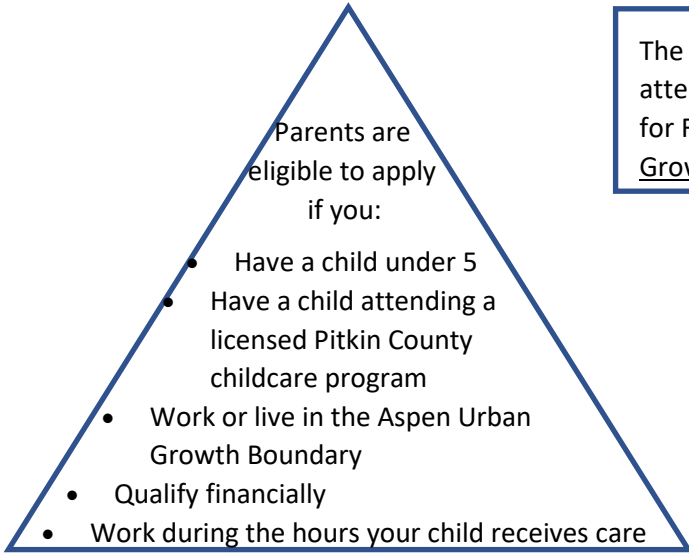 Parents are
eligible to apply
if you:
• Have a child under 5
• Have a child attending a
licensed Pitkin County
childcare program
• Work or live in the Aspen Urban
Growth Boundary
• Qualify financially
• Work during the hours your child receives care
The
for